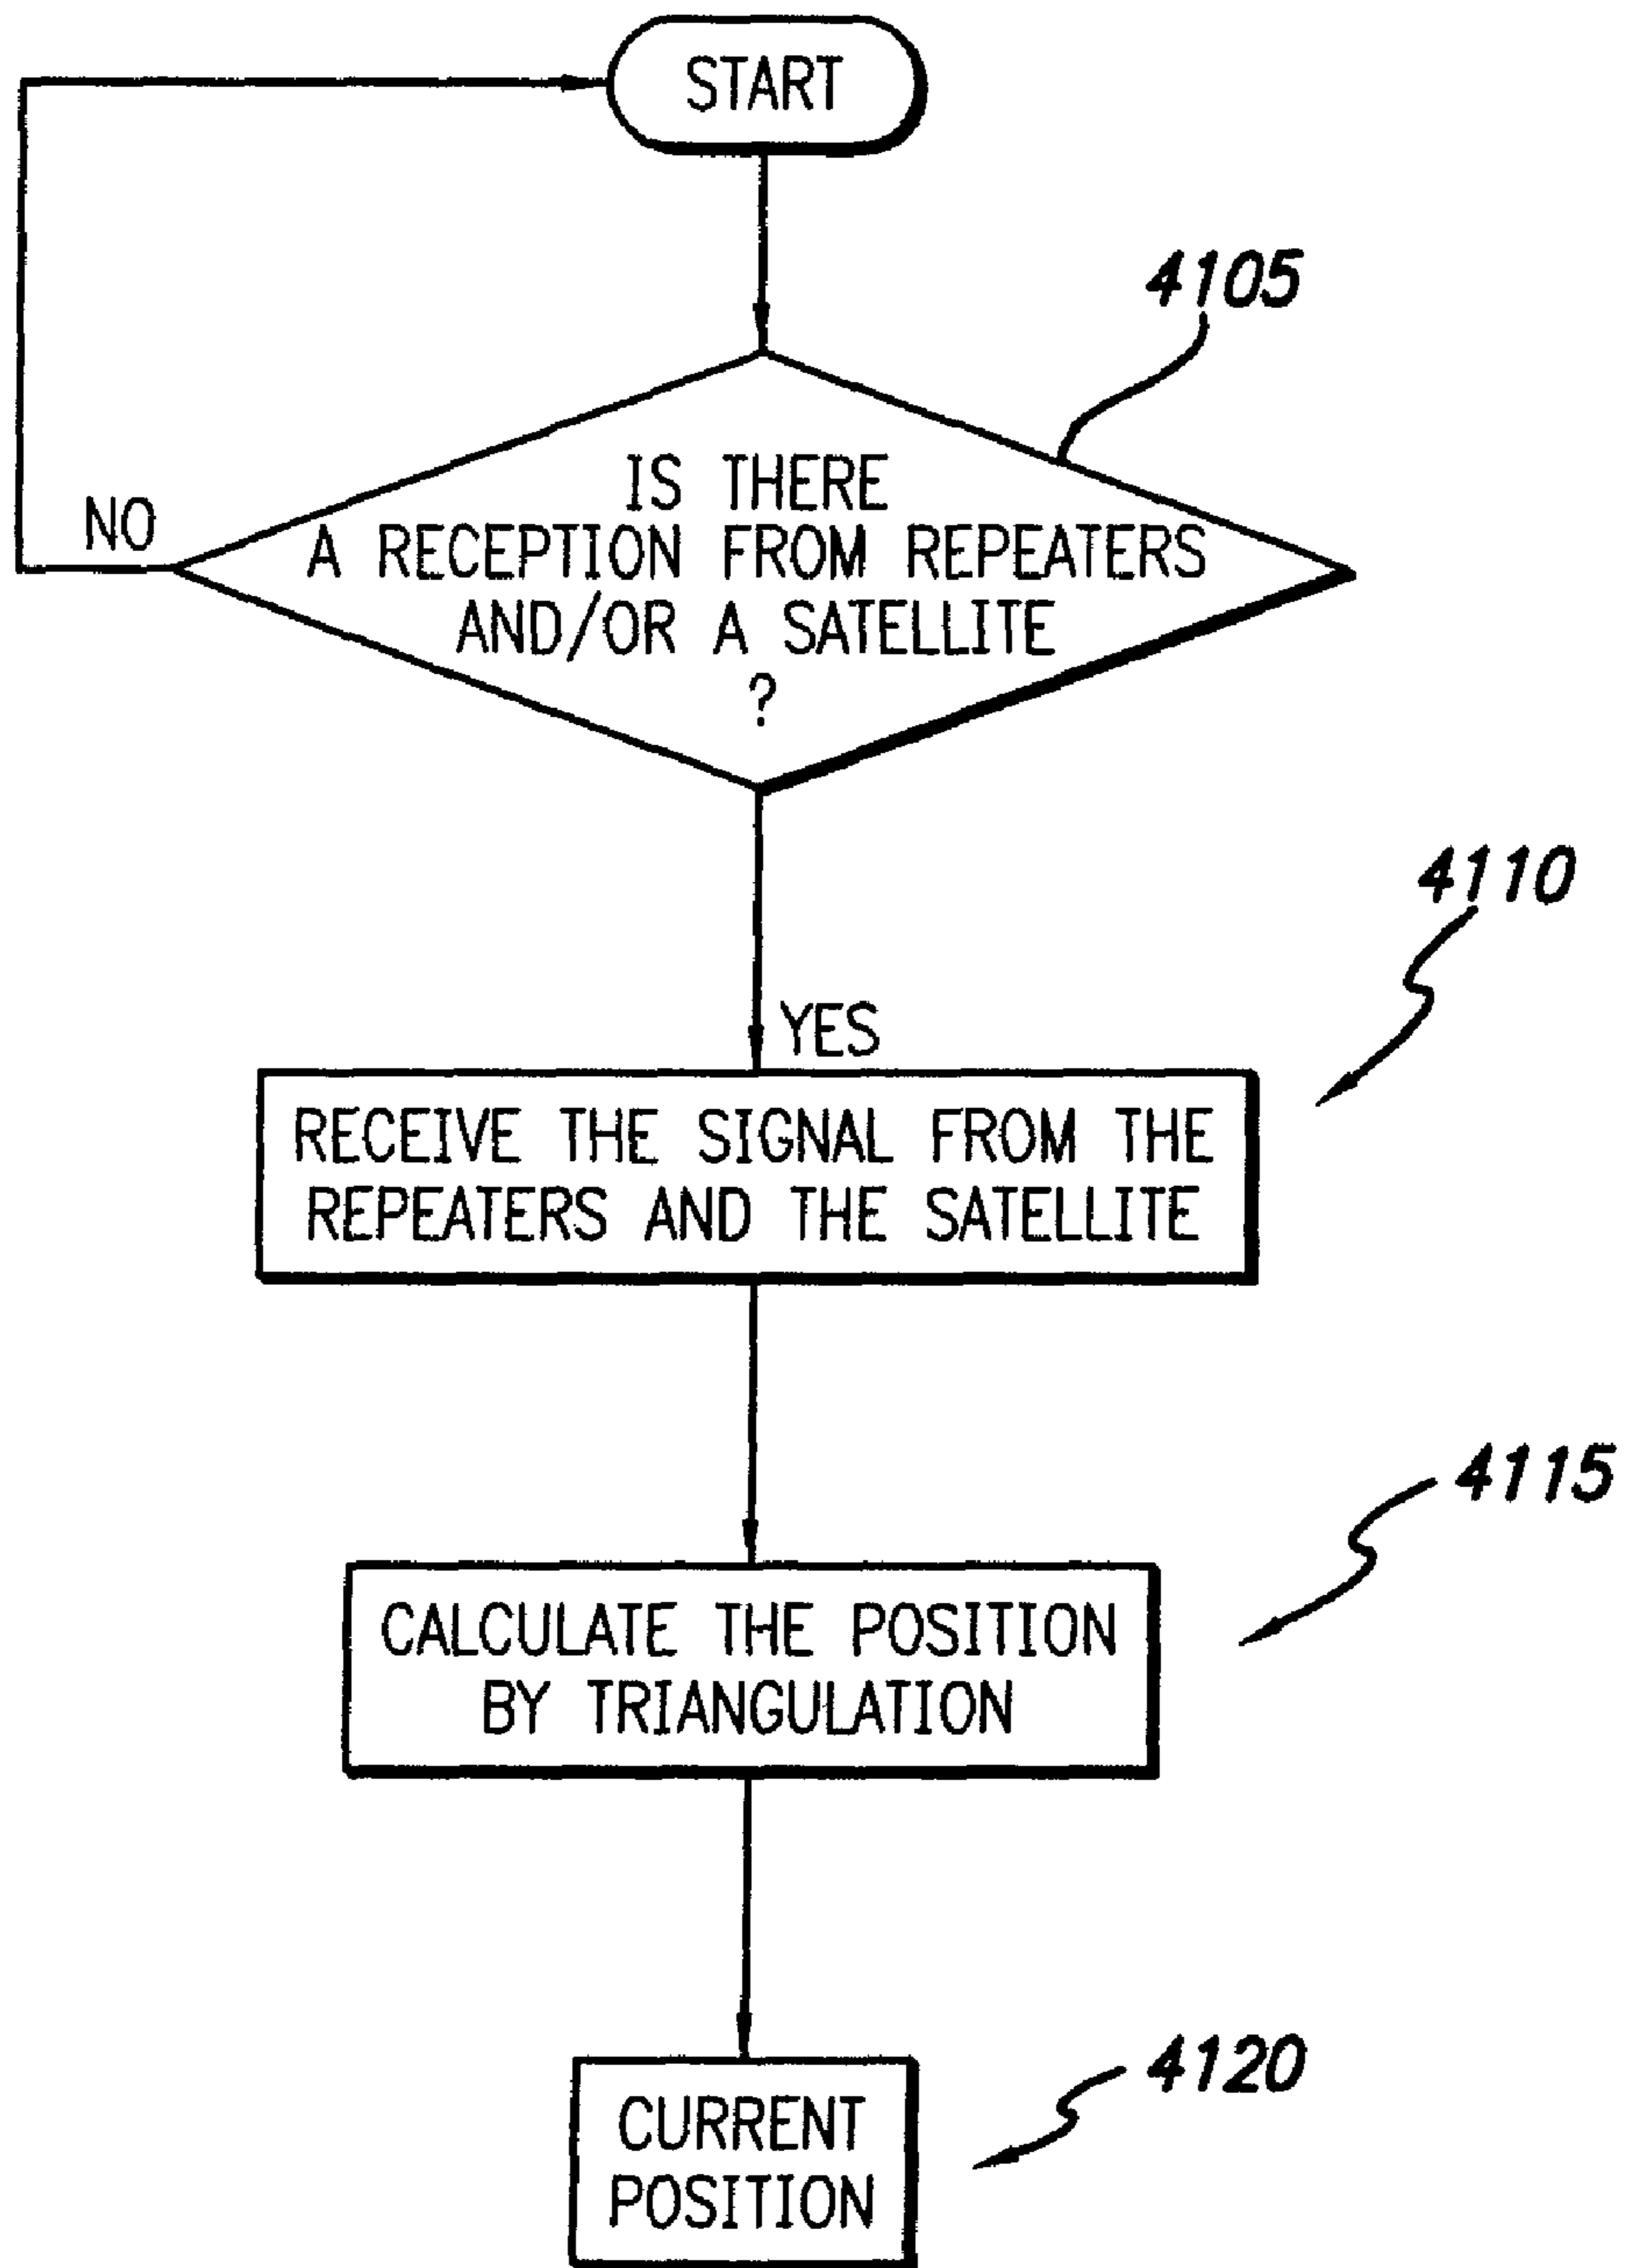 START
4105
IS THERE
A RECEPTION FROM REPEATERS
AND/OR A SATELLITE
?
NO
4110
YES
RECEIVE THE SIGNAL FROM THE
REPEATERS AND THE SATELLITE
4115
CALCULATE THE POSITION
BY TRIANGULATION
4120
CURRENT
POSITION